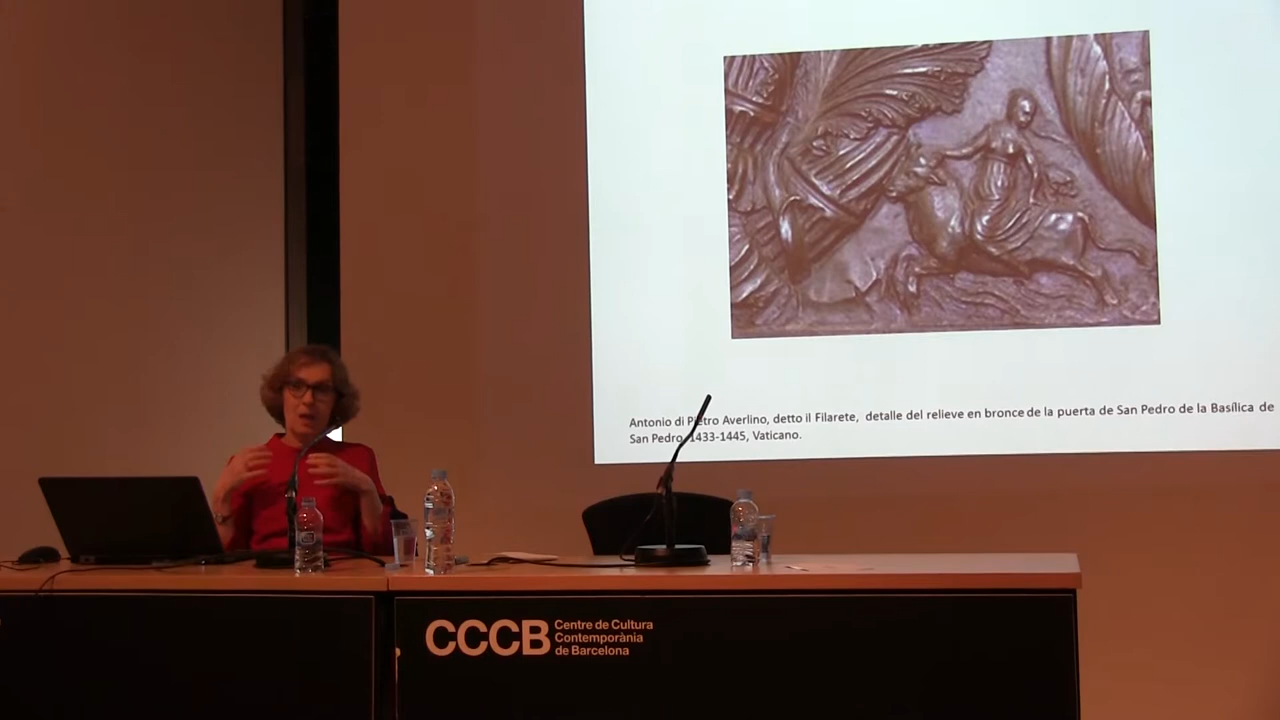 Antonio di Pietro Averlino, detto il Filarete, detalle del relieve en bronce de la puerta de San Pedro de la Basílica de
San Pedro, 1433-1445, Vaticano.
CCCB
Centre de Cultura
Contemporània
de Barcelona